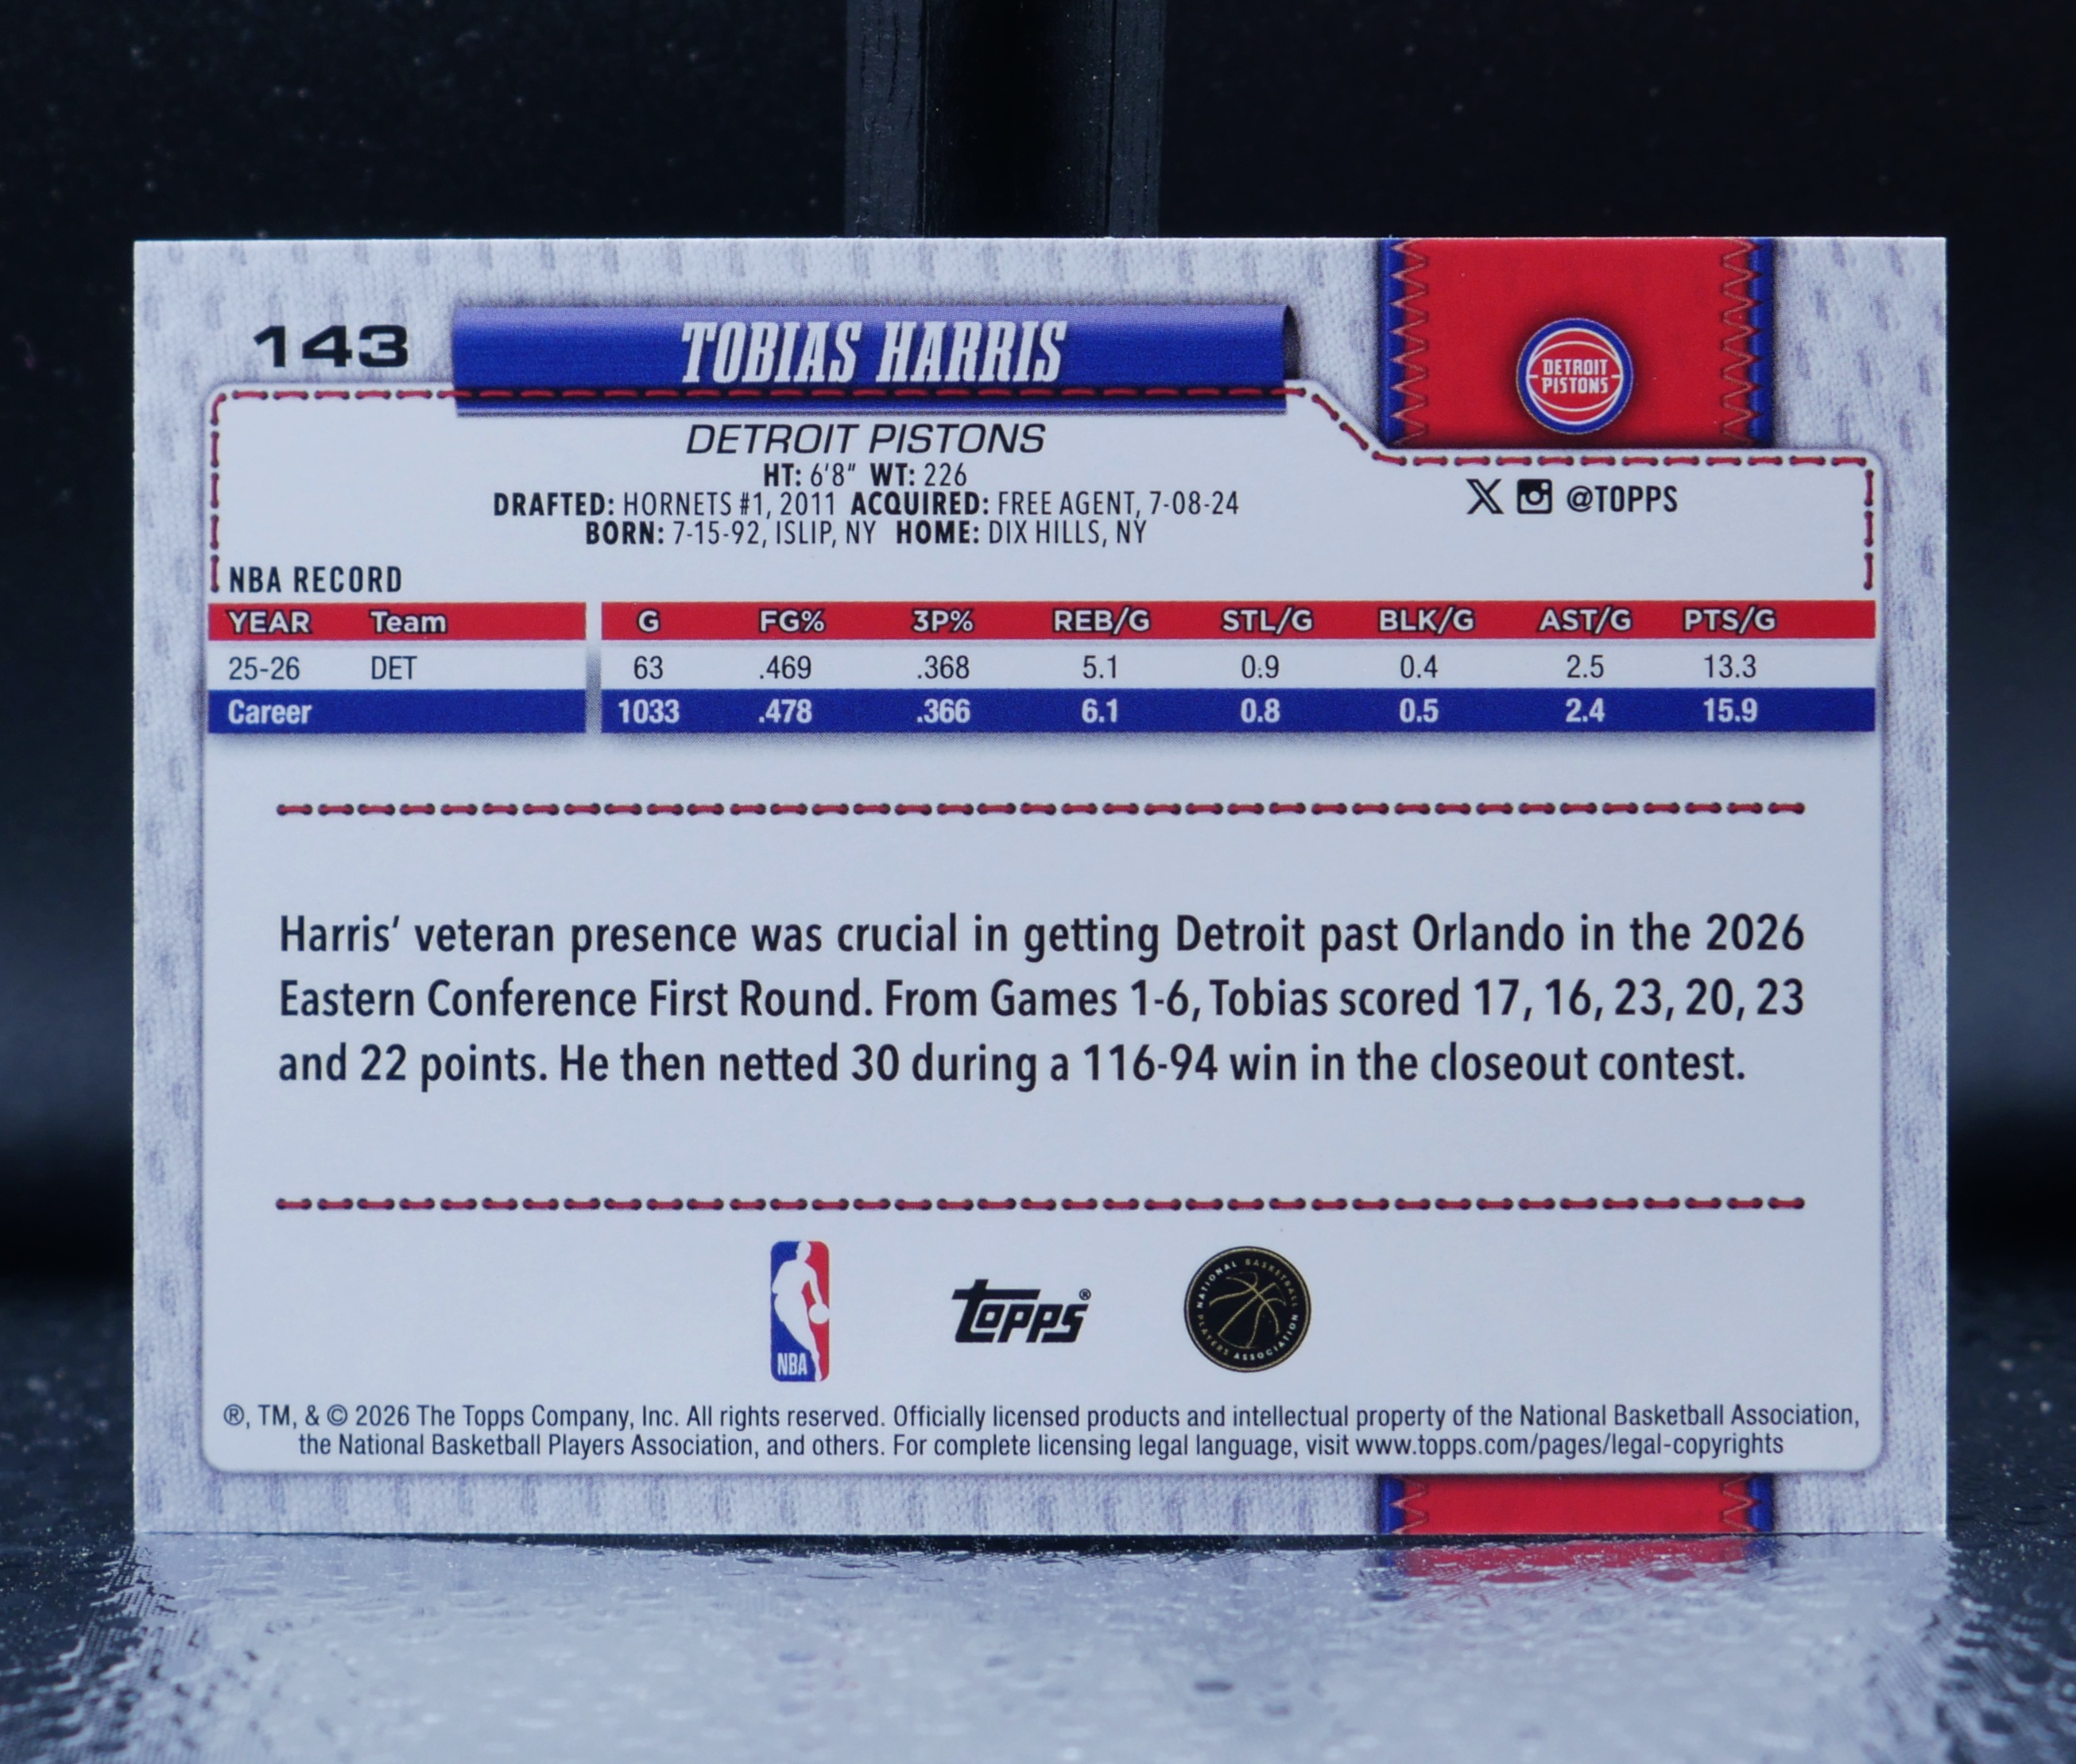 143
TOBIAS HARRIS
DETROIT PISTONS
DETROIT PISTONS
HT: 6'8" WT: 226
DRAFTED: HORNETS #1, 2011 ACQUIRED: FREE AGENT, 7-08-24
BORN: 7-15-92, ISLIP, NY HOME: DIX HILLS, NY
@TOPPS
NBA RECORD
YEAR Team G FG% 3P% REB/G STL/G BLK/G AST/G PTS/G
25-26 DET 63 .469 .368 5.1 0.9 0.4 2.5 13.3
Career 1033 .478 .366 6.1 0.8 0.5 2.4 15.9
Harris' veteran presence was crucial in getting Detroit past Orlando in the 2026
Eastern Conference First Round. From Games 1-6, Tobias scored 17, 16, 23, 20, 23
and 22 points. He then netted 30 during a 116-94 win in the closeout contest.
NBA
Topps®
NATIONAL BASKETBALL PLAYERS ASSOCIATION
®, TM, & © 2026 The Topps Company, Inc. All rights reserved. Officially licensed products and intellectual property of the National Basketball Association,
the National Basketball Players Association, and others. For complete licensing legal language, visit www.topps.com/pages/legal-copyrights